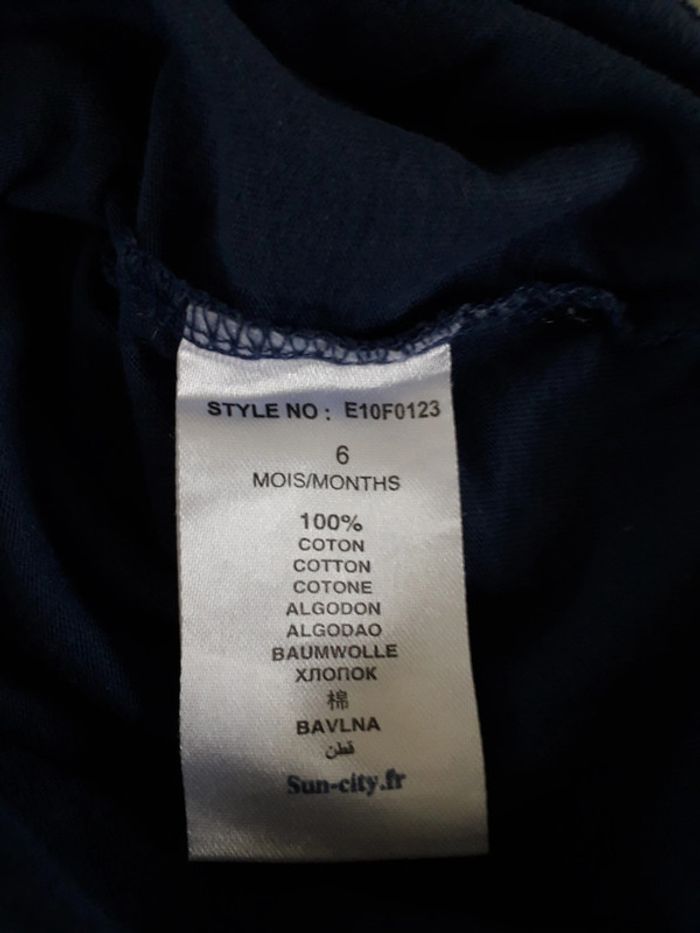 STYLE NO : E10F0123
6
MOIS/MONTHS
100%
COTON
COTTON
COTONE
ALGODON
ALGODAO
BAUMWOLLE
ХЛОПОК
棉
BAVLNA
قطن
Sun-city.fr